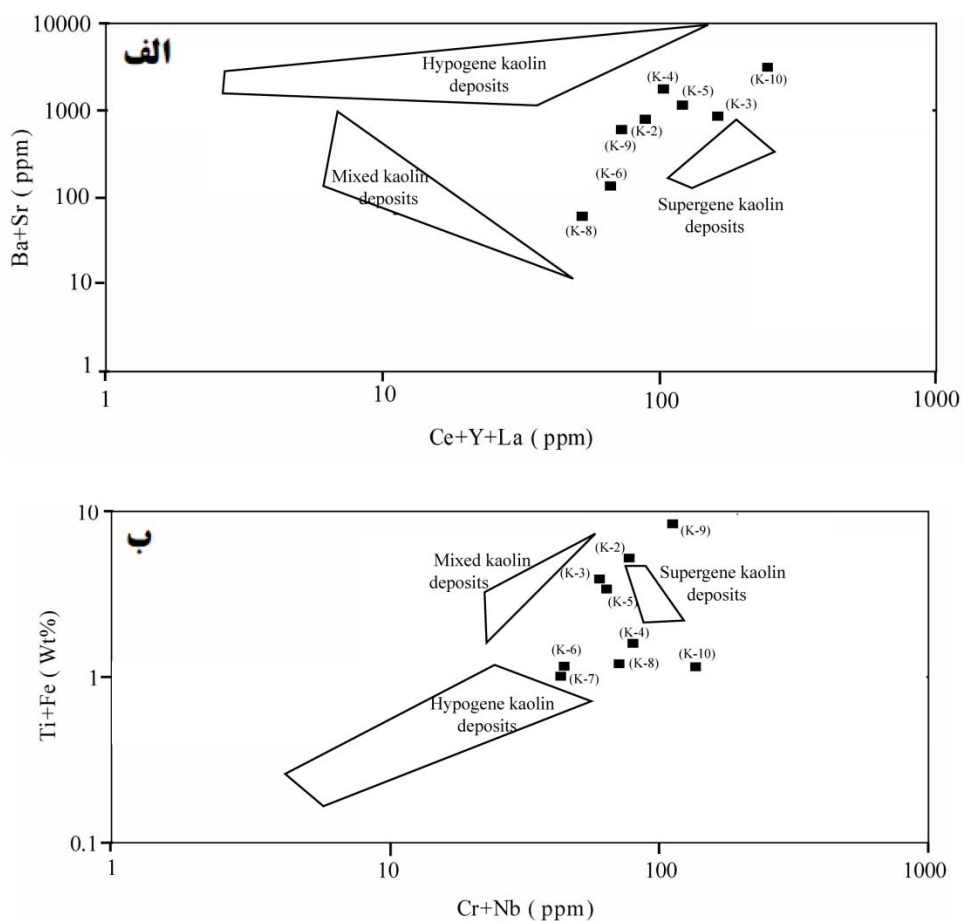 الف
10000
1000
100
10
1
Ba+Sr ( ppm)
Hypogene kaolin
deposits
Mixed kaolin
deposits
Supergene kaolin
deposits
(K-4)
(K-5)
(K-10)
(K-3)
(K-2)
(K-9)
(K-6)
(K-8)
1
10
100
1000
Ce+Y+La ( ppm)
ب
10
1
0.1
Ti+Fe ( Wt%)
Mixed kaolin
deposits
Supergene kaolin
deposits
Hypogene kaolin
deposits
(K-9)
(K-2)
(K-3)
(K-5)
(K-4)
(K-6)
(K-7)
(K-8)
(K-10)
1
10
100
1000
Cr+Nb ( ppm)